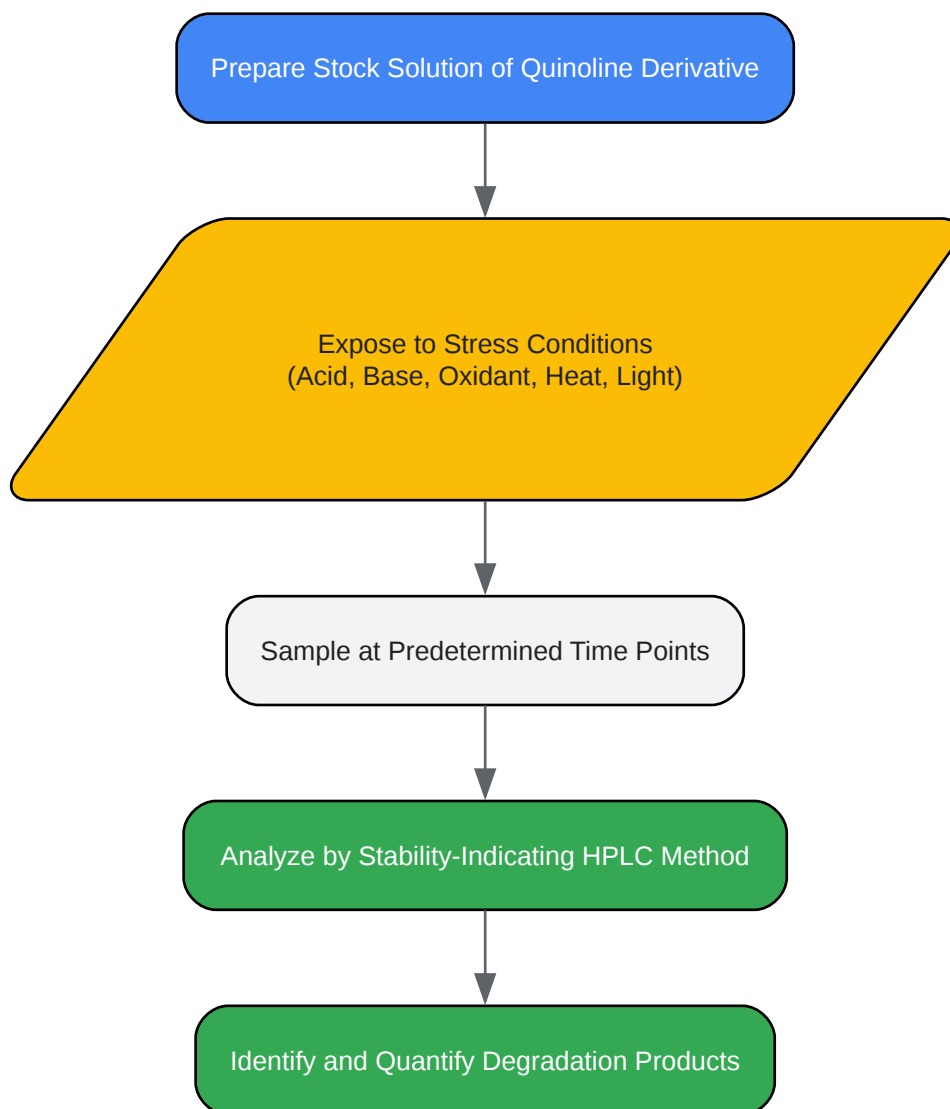 Prepare Stock Solution of Quinoline Derivative
Expose to Stress Conditions
(Acid, Base, Oxidant, Heat, Light)
Sample at Predetermined Time Points
Analyze by Stability-Indicating HPLC Method
Identify and Quantify Degradation Products